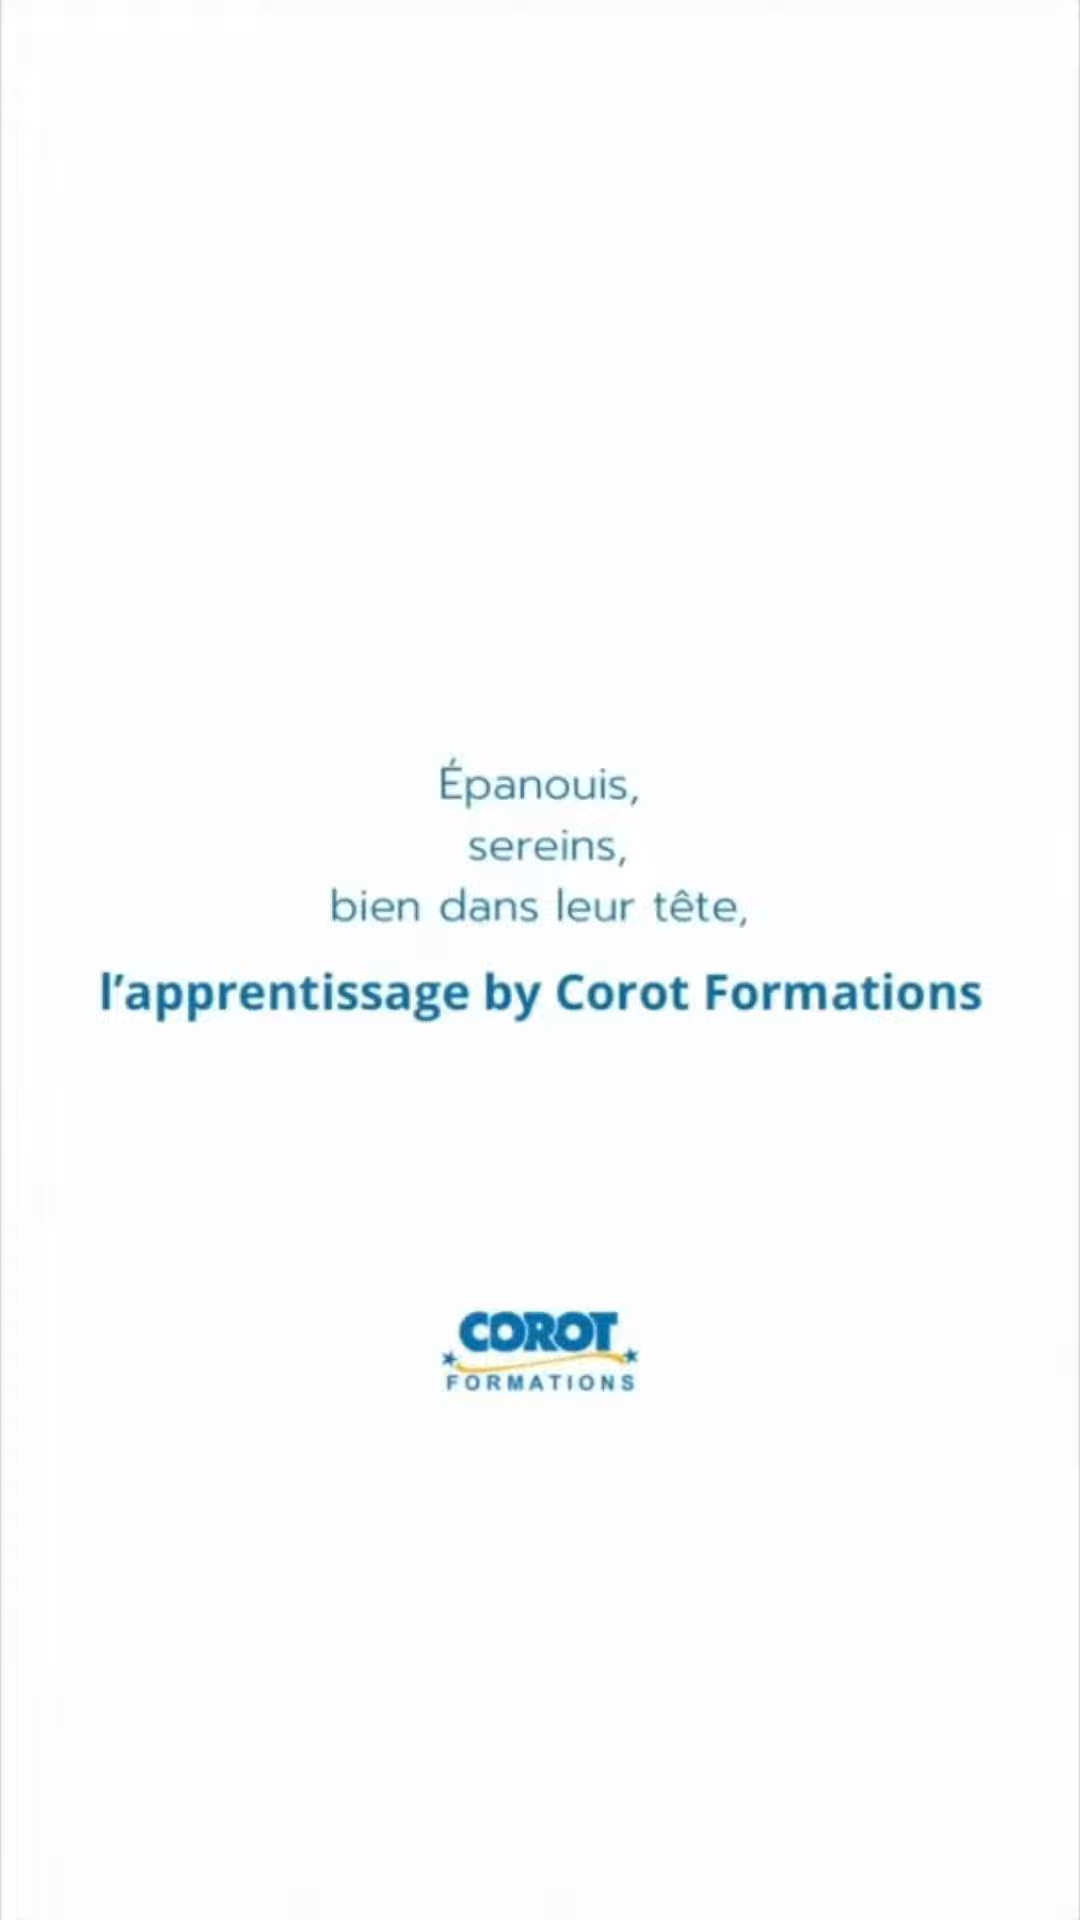 Épanouis,
sereins,
bien dans leur tête,
l’apprentissage by Corot Formations
COROT
FORMATIONS